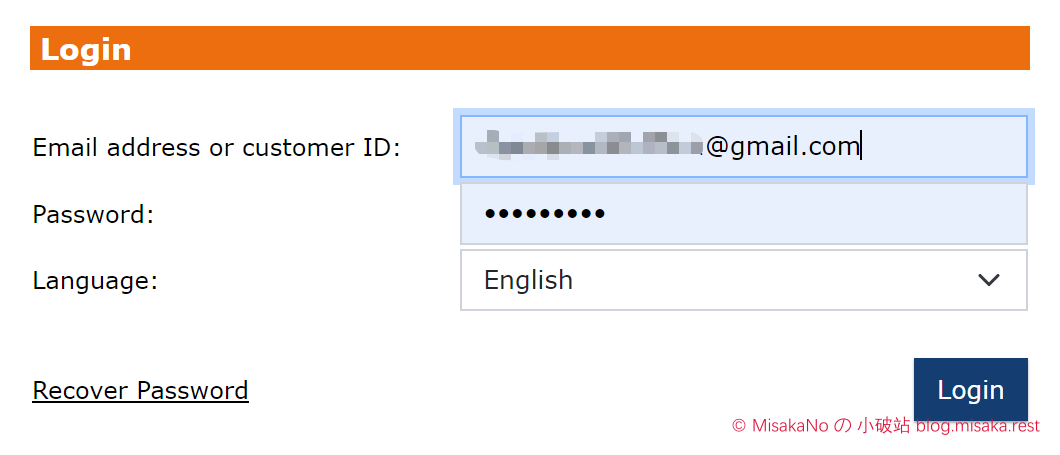 Login
Email address or customer ID: @gmail.com
Password: •••••••••
Language: English
Recover Password Login
© MisakaNo の 小破站 blog.misaka.rest